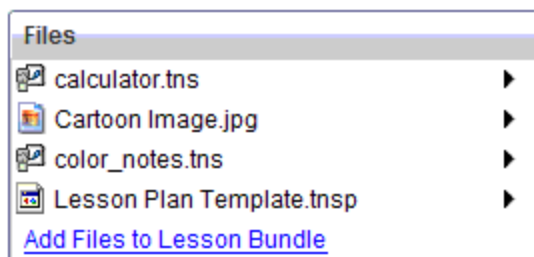 Files
calculator.tns
Cartoon Image.jpg
color_notes.tns
Lesson Plan Template.tnsp
Add Files to Lesson Bundle